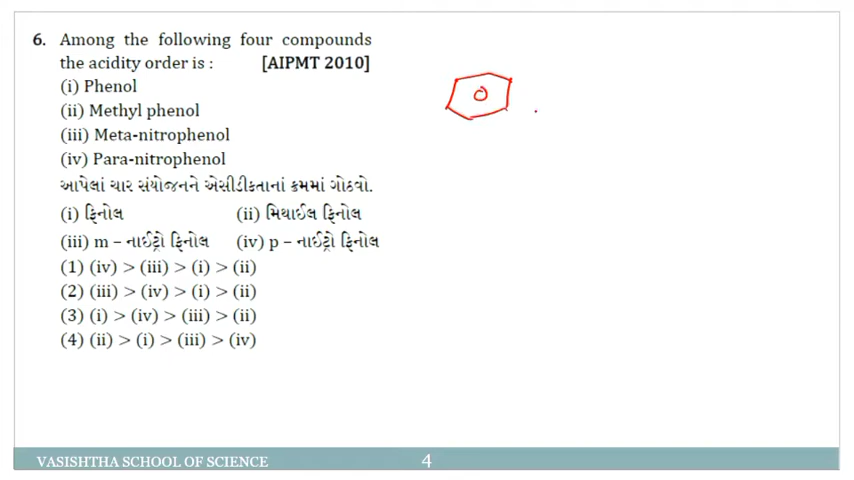 6. Among the following four compounds
the acidity order is : [AIPMT 2010]
(i) Phenol
(ii) Methyl phenol
(iii) Meta-nitrophenol
(iv) Para-nitrophenol
આપેલાં ચાર સંયોજનને એસીડીકતાનાં ક્રમમાં ગોઠવો.
(i) ફિનોલ (ii) મિથાઈલ ફિનોલ
(iii) m – નાઈટ્રો ફિનોલ (iv) p – નાઈટ્રો ફિનોલ
(1) (iv) > (iii) > (i) > (ii)
(2) (iii) > (iv) > (i) > (ii)
(3) (i) > (iv) > (iii) > (ii)
(4) (ii) > (i) > (iii) > (iv)
VASISHTHA SCHOOL OF SCIENCE 4